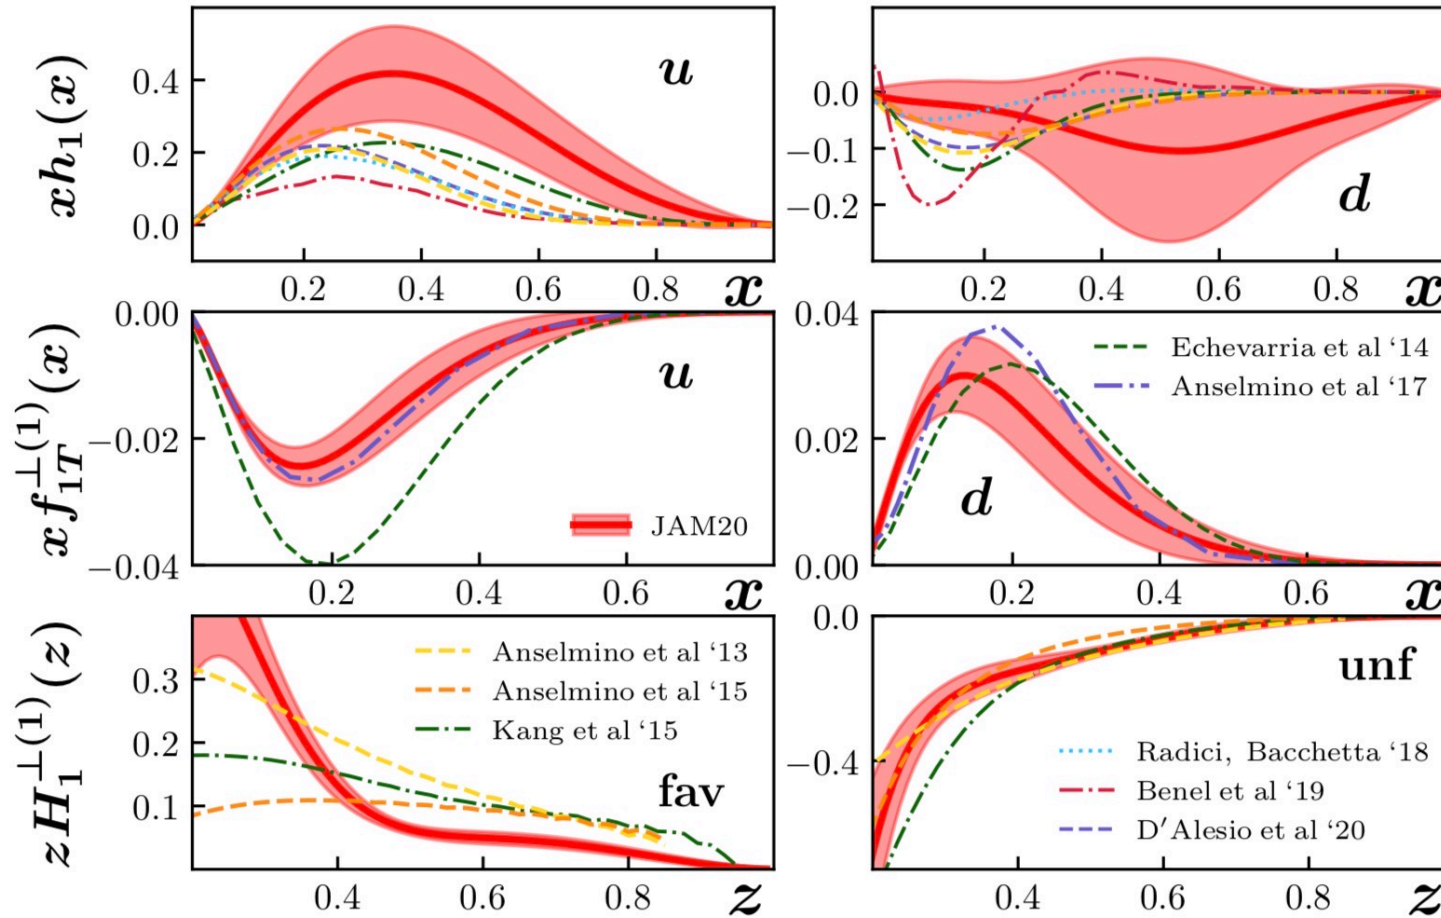 xh₁(x)
0.4
0.2
0.0
u
0.2 0.4 0.6 0.8 x
0.0
−0.1
−0.2
d
0.2 0.4 0.6 0.8 x
xf₁T⊥(1)(x)
0.00
−0.02
−0.04
u
JAM20
0.2 0.4 0.6 x
0.04
0.02
0.00
Echevarria et al ‘14
Anselmino et al ‘17
d
0.2 0.4 0.6 x
zH₁⊥(1)(z)
0.3
0.2
0.1
Anselmino et al ‘13
Anselmino et al ‘15
Kang et al ‘15
fav
0.4 0.6 0.8 z
0.0
−0.4
unf
Radici, Bacchetta ‘18
Benel et al ‘19
D′Alesio et al ‘20
0.4 0.6 0.8 z